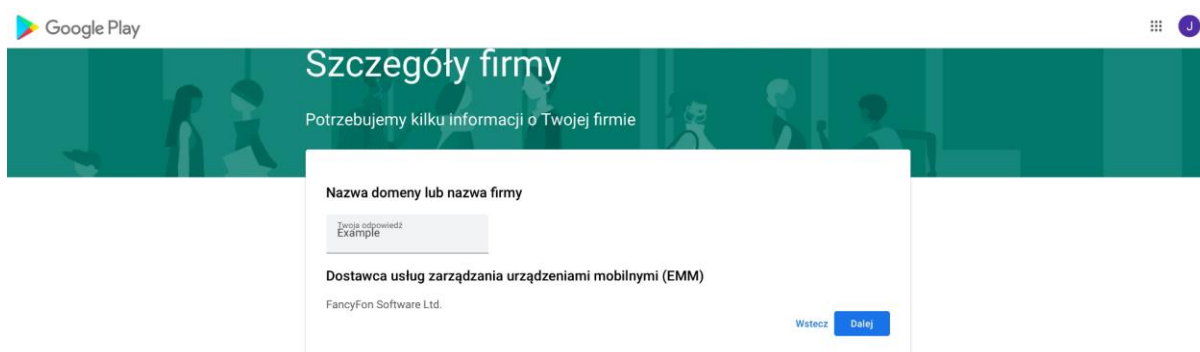 Google Play
J
Szczegóły firmy
Potrzebujemy kilku informacji o Twojej firmie
Nazwa domeny lub nazwa firmy
Twoja odpowiedź
Example
Dostawca usług zarządzania urządzeniami mobilnymi (EMM)
FancyFon Software Ltd.
Wstecz Dalej